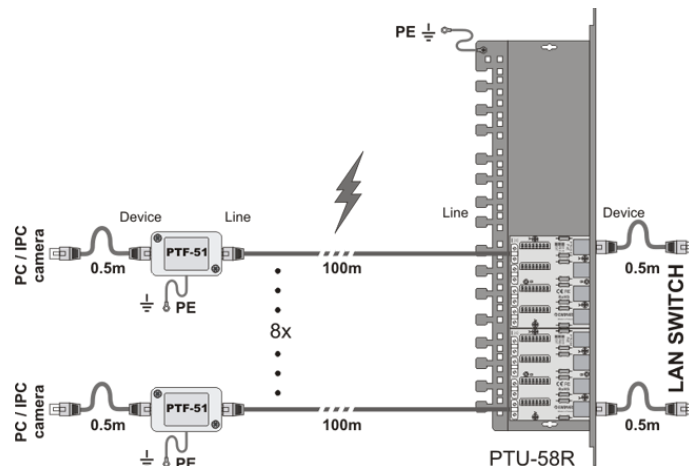 PE
Device
Line
Line
Device
PC / IPC camera
PTF-51
0.5m
100m
0.5m
PE
8x
LAN SWITCH
PC / IPC camera
PTF-51
0.5m
100m
0.5m
PE
PTU-58R